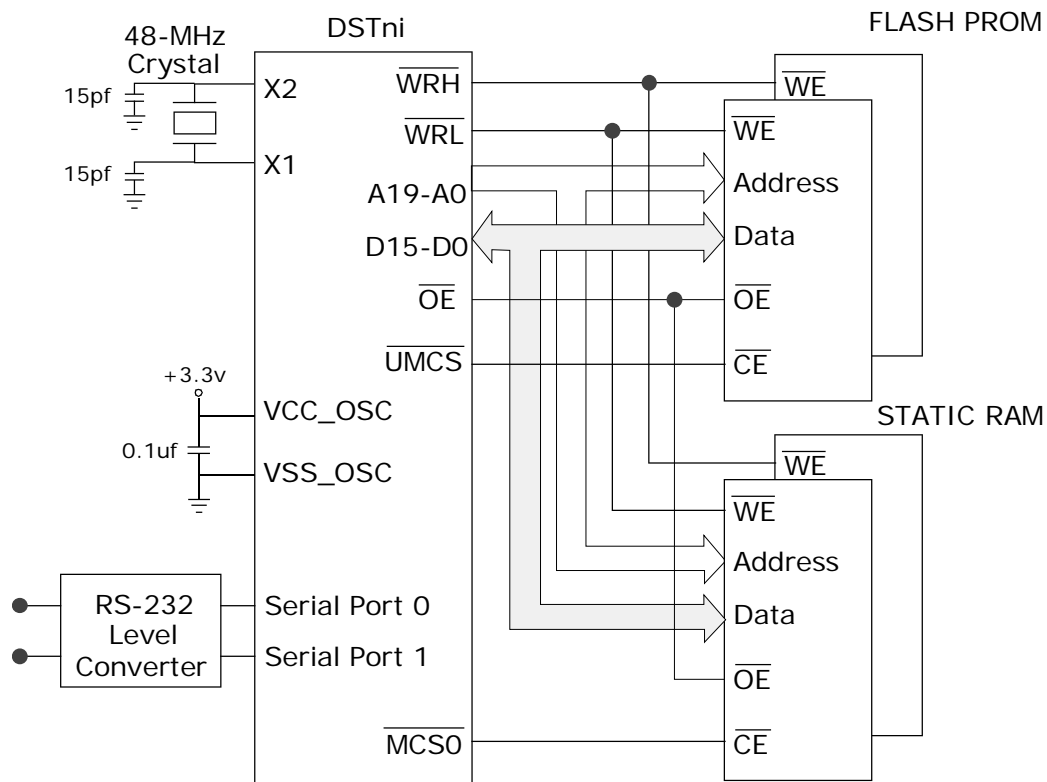 DSTni
48-MHz
Crystal
15pf
15pf
X2
X1
+3.3v
0.1uf
VCC_OSC
VSS_OSC
RS-232
Level
Converter
Serial Port 0
Serial Port 1
WRH
WRL
A19-A0
D15-D0
OE
UMCS
MCS0
FLASH PROM
WE
WE
Address
Data
OE
CE
STATIC RAM
WE
WE
Address
Data
OE
CE